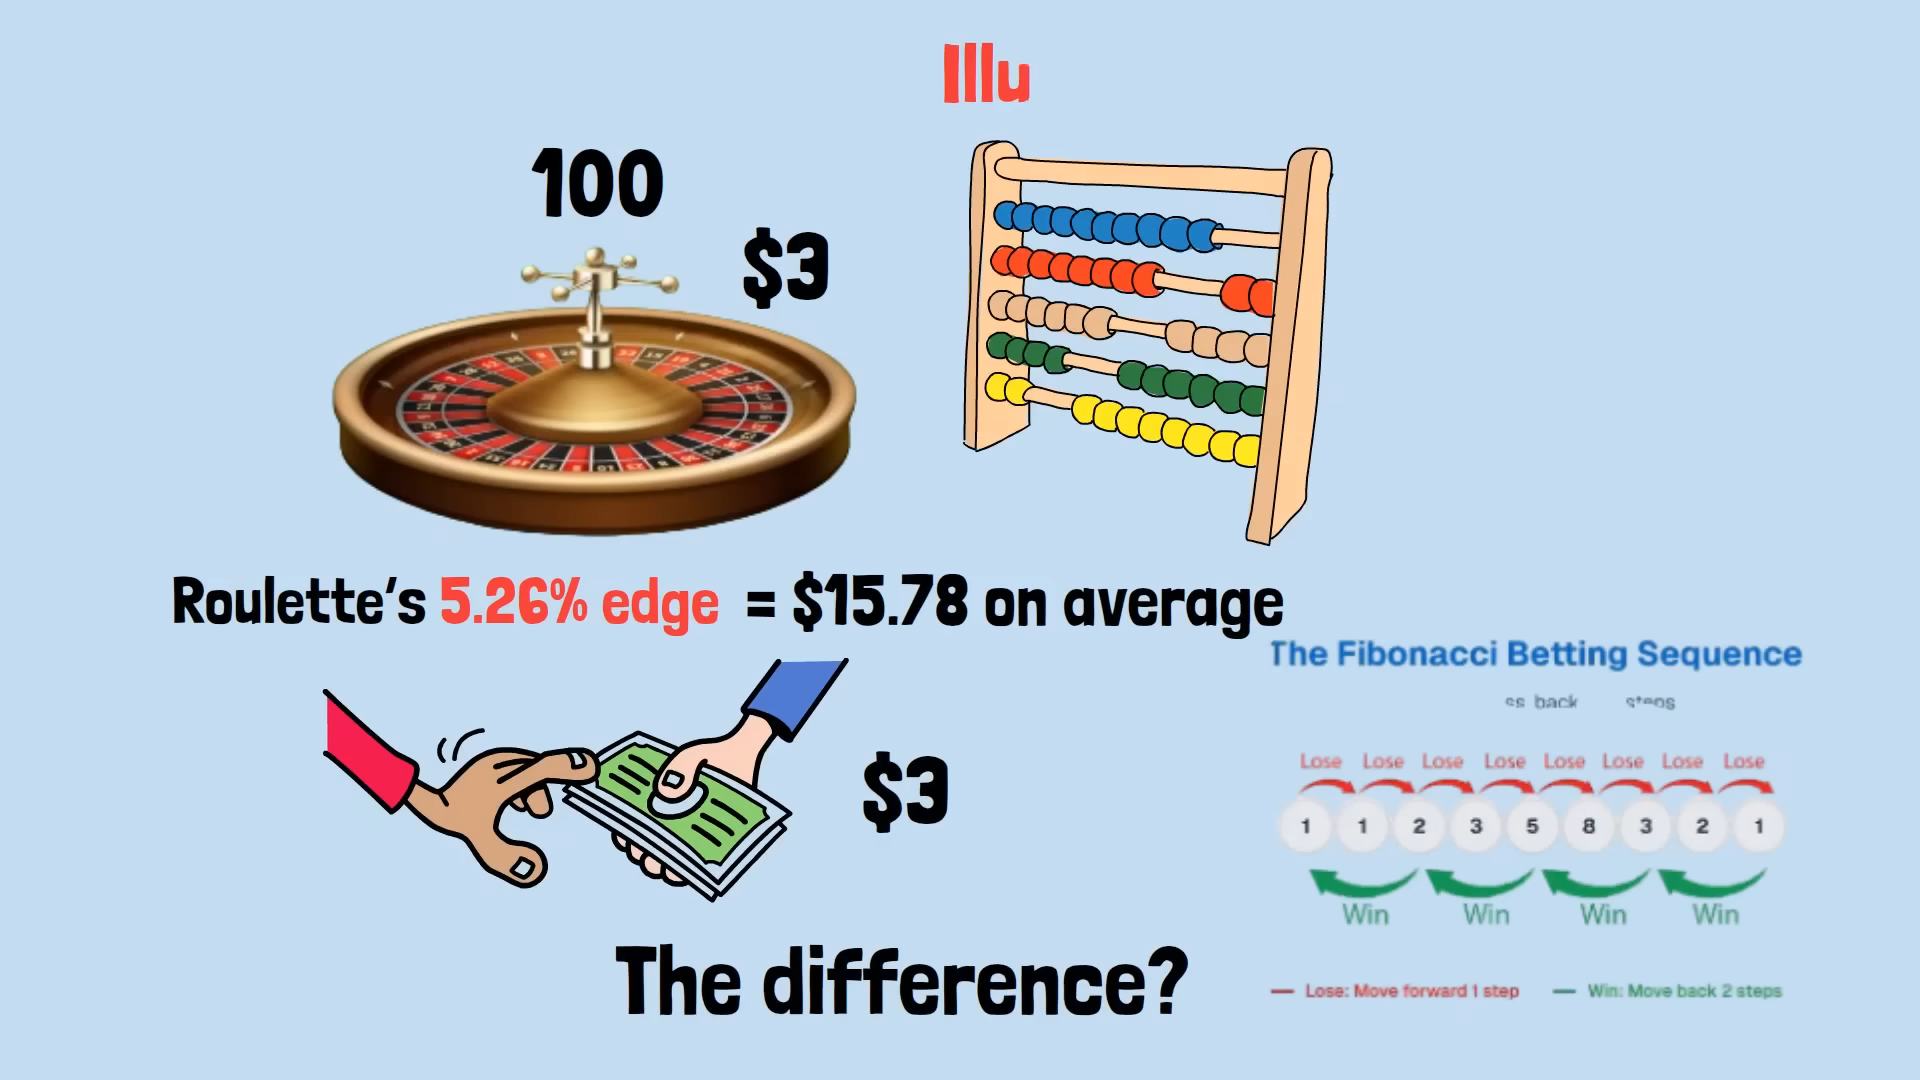 Illu
100
$3
Roulette's 5.26% edge = $15.78 on average
The Fibonacci Betting Sequence
back steps
Lose Lose Lose Lose Lose Lose Lose Lose
1 1 2 3 5 8 3 2 1
Win Win Win Win
$3
The difference?
Lose: Move forward 1 step Win: Move back 2 steps